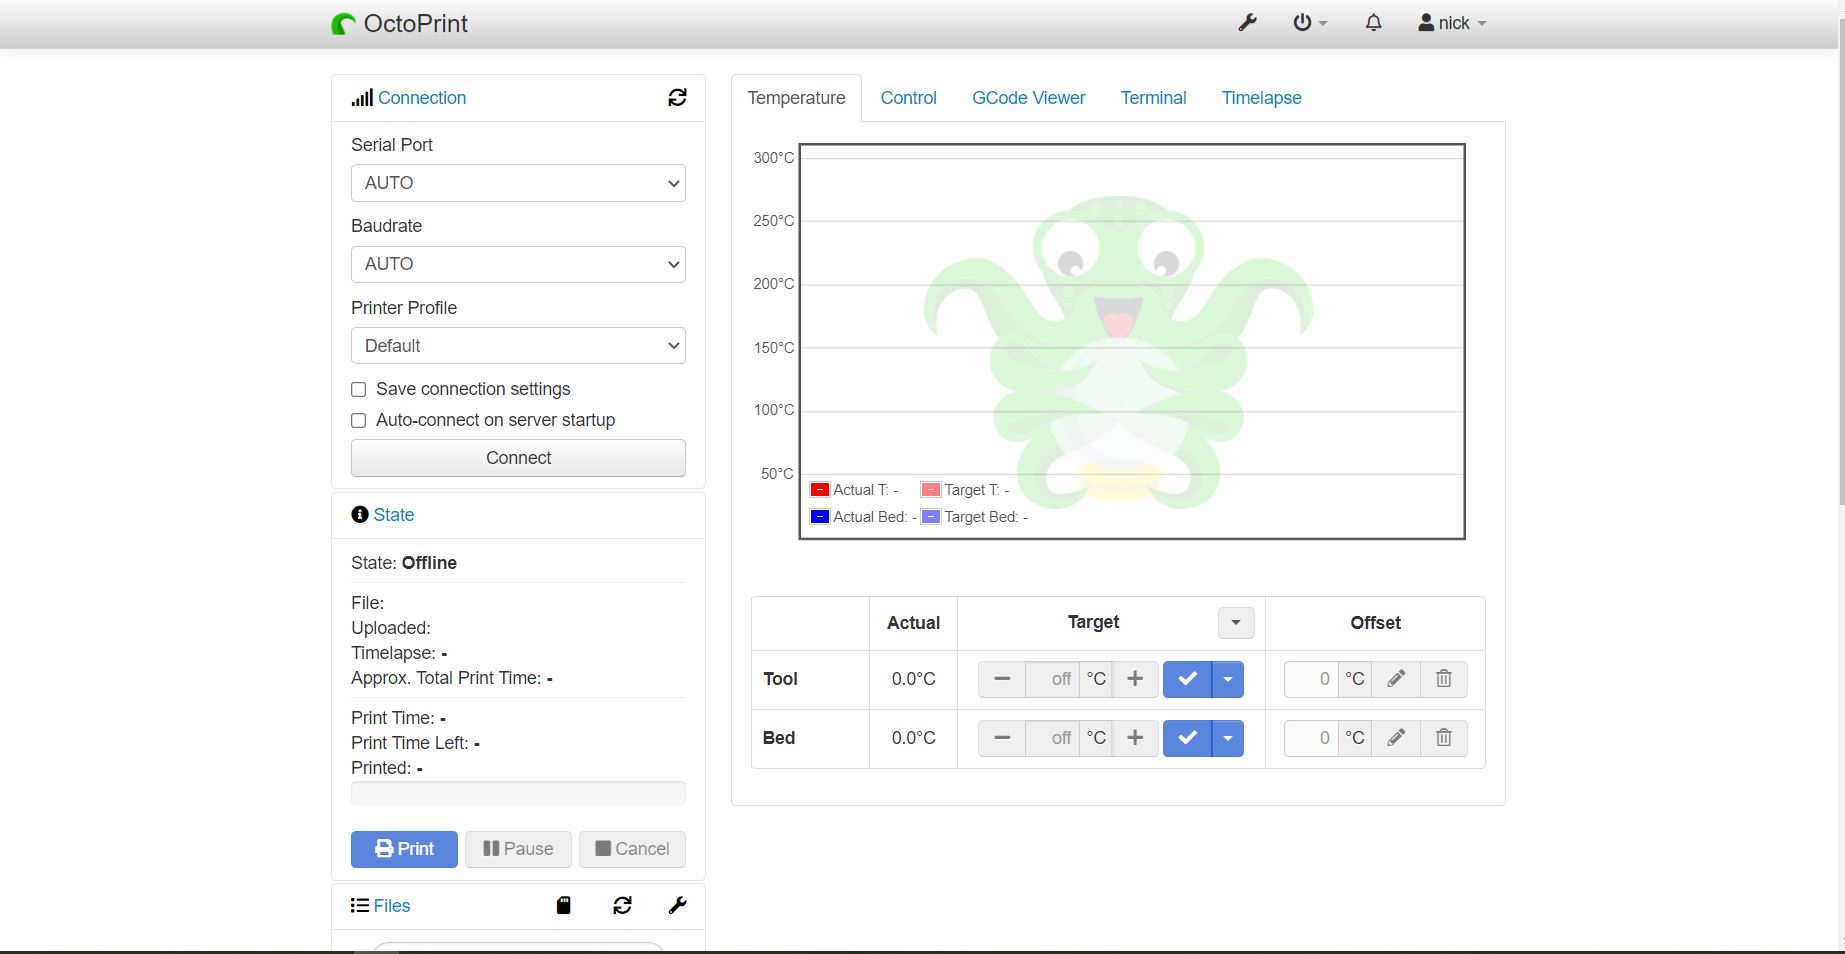 OctoPrint
nick
Connection
Serial Port
AUTO
Baudrate
AUTO
Printer Profile
Default
Save connection settings
Auto-connect on server startup
Connect
State
State: Offline
File:
Uploaded:
Timelapse: -
Approx. Total Print Time: -
Print Time: -
Print Time Left: -
Printed: -
Print Pause Cancel
Files
Temperature Control GCode Viewer Terminal Timelapse
300°C
250°C
200°C
150°C
100°C
50°C
Actual T: - Target T: -
Actual Bed: - Target Bed: -
Actual Target Offset
Tool 0.0°C off °C 0 °C
Bed 0.0°C off °C 0 °C